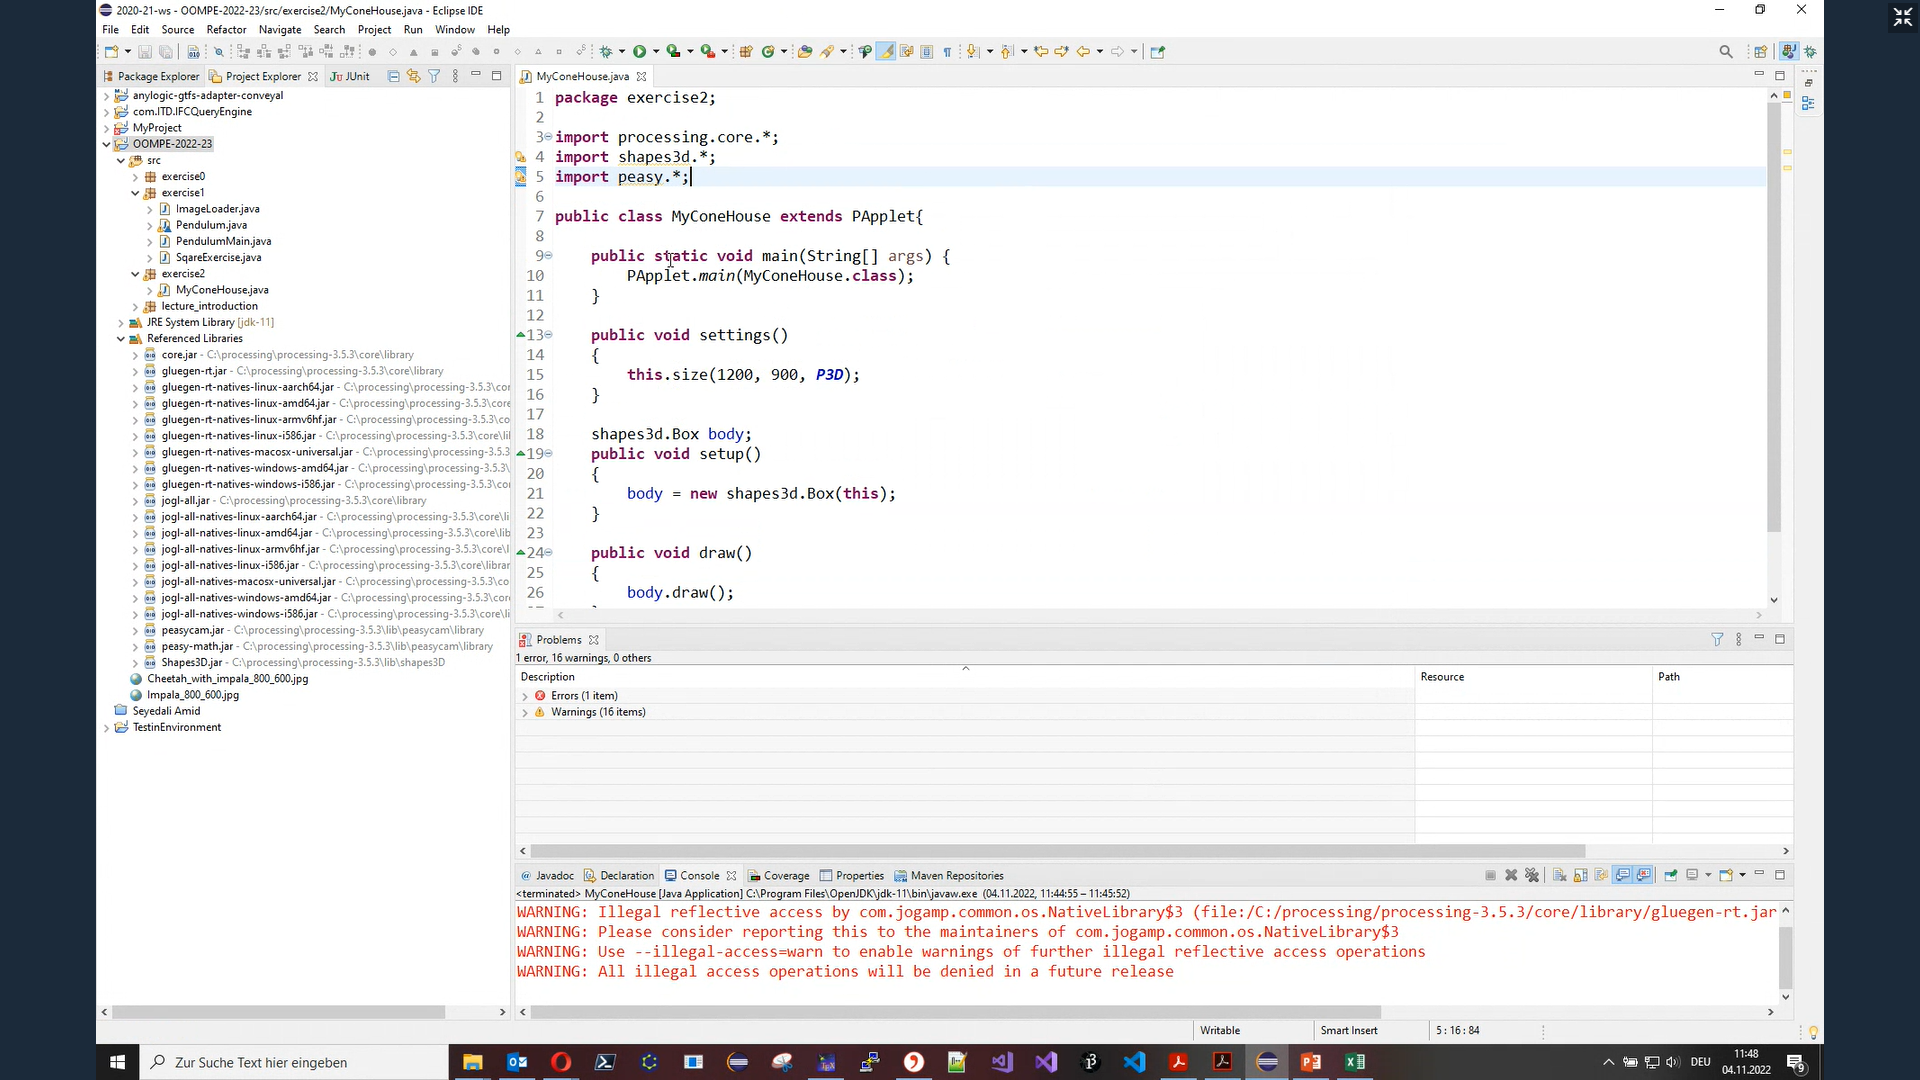 2020-21-ws - OOMPE-2022-23/src/exercise2/MyConeHouse.java - Eclipse IDE
File Edit Source Refactor Navigate Search Project Run Window Help
Package Explorer Project Explorer JUnit
anylogic-gtfs-adapter-conveyal
com.ITD.IFCQueryEngine
MyProject
OOMPE-2022-23
src
exercise0
exercise1
ImageLoader.java
Pendulum.java
PendulumMain.java
SqareExercise.java
exercise2
MyConeHouse.java
lecture_introduction
JRE System Library [jdk-11]
Referenced Libraries
core.jar - C:\processing\processing-3.5.3\core\library
gluegen-rt.jar - C:\processing\processing-3.5.3\core\library
gluegen-rt-natives-linux-aarch64.jar - C:\processing\processing-3.5.3\cor
gluegen-rt-natives-linux-amd64.jar - C:\processing\processing-3.5.3\core
gluegen-rt-natives-linux-armv6hf.jar - C:\processing\processing-3.5.3\cor
gluegen-rt-natives-linux-i586.jar - C:\processing\processing-3.5.3\core\lib
gluegen-rt-natives-macosx-universal.jar - C:\processing\processing-3.5.3\
gluegen-rt-natives-windows-amd64.jar - C:\processing\processing-3.5.3\
gluegen-rt-natives-windows-i586.jar - C:\processing\processing-3.5.3\core
jogl-all.jar - C:\processing\processing-3.5.3\core\library
jogl-all-natives-linux-aarch64.jar - C:\processing\processing-3.5.3\core\li
jogl-all-natives-linux-amd64.jar - C:\processing\processing-3.5.3\core\lib
jogl-all-natives-linux-armv6hf.jar - C:\processing\processing-3.5.3\core\li
jogl-all-natives-linux-i586.jar - C:\processing\processing-3.5.3\core\librar
jogl-all-natives-macosx-universal.jar - C:\processing\processing-3.5.3\cor
jogl-all-natives-windows-amd64.jar - C:\processing\processing-3.5.3\core
jogl-all-natives-windows-i586.jar - C:\processing\processing-3.5.3\core\li
peasycam.jar - C:\processing\processing-3.5.3\lib\peasycam\library
peasy-math.jar - C:\processing\processing-3.5.3\lib\peasycam\library
Shapes3D.jar - C:\processing\processing-3.5.3\lib\shapes3D
Cheetah_with_impala_800_600.jpg
Impala_800_600.jpg
Seyedali Amid
TestinEnvironment
MyConeHouse.java
1 package exercise2;
2
3 import processing.core.*;
4 import shapes3d.*;
5 import peasy.*;
6
7 public class MyConeHouse extends PApplet{
8
9 public static void main(String[] args) {
10 PApplet.main(MyConeHouse.class);
11 }
12
13 public void settings()
14 {
15 this.size(1200, 900, P3D);
16 }
17
18 shapes3d.Box body;
19 public void setup()
20 {
21 body = new shapes3d.Box(this);
22 }
23
24 public void draw()
25 {
26 body.draw();
Problems
1 error, 16 warnings, 0 others
Description Resource Path
Errors (1 item)
Warnings (16 items)
Javadoc Declaration Console Coverage Properties Maven Repositories
<terminated> MyConeHouse [Java Application] C:\Program Files\OpenJDK\jdk-11\bin\javaw.exe (04.11.2022, 11:44:55 – 11:45:52)
WARNING: Illegal reflective access by com.jogamp.common.os.NativeLibrary$3 (file:/C:/processing/processing-3.5.3/core/library/gluegen-rt.jar
WARNING: Please consider reporting this to the maintainers of com.jogamp.common.os.NativeLibrary$3
WARNING: Use --illegal-access=warn to enable warnings of further illegal reflective access operations
WARNING: All illegal access operations will be denied in a future release
Writable Smart Insert 5 : 16 : 84
Zur Suche Text hier eingeben
DEU
11:48
04.11.2022